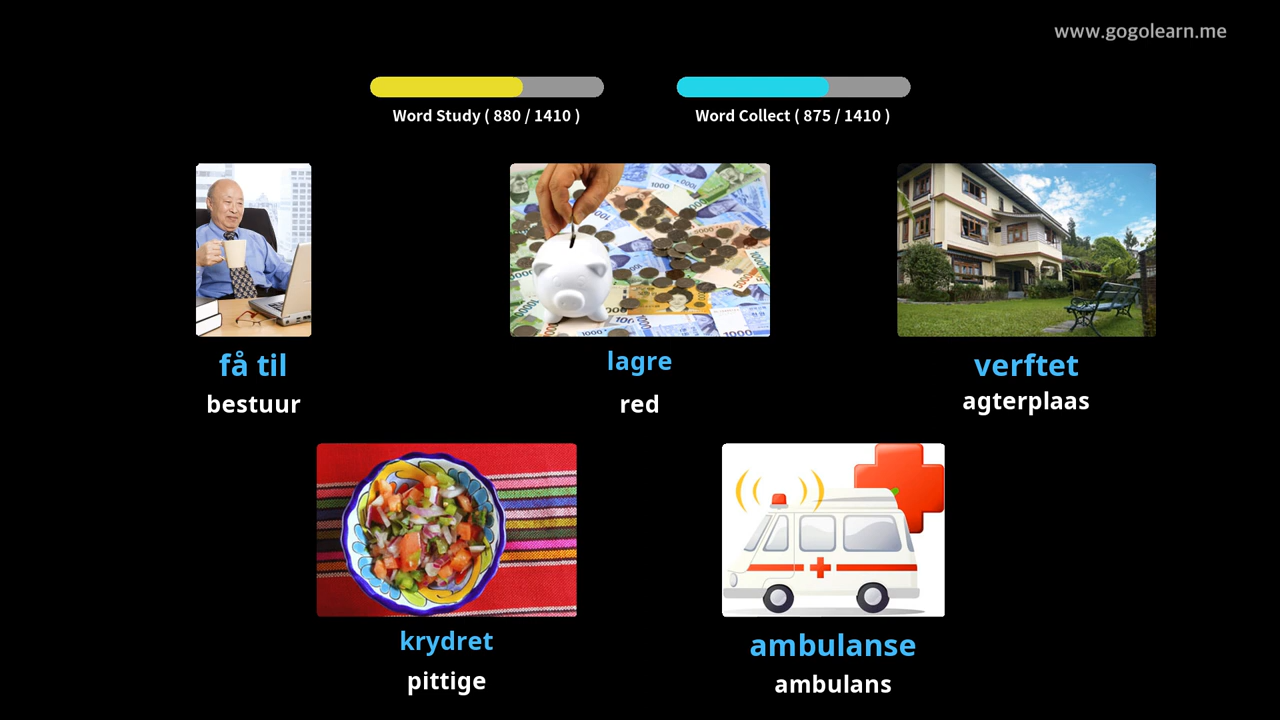 www.gogolearn.me
Word Study ( 880 / 1410 )
Word Collect ( 875 / 1410 )
få til
bestuur
lagre
red
verftet
agterplaas
krydret
pittige
ambulanse
ambulans